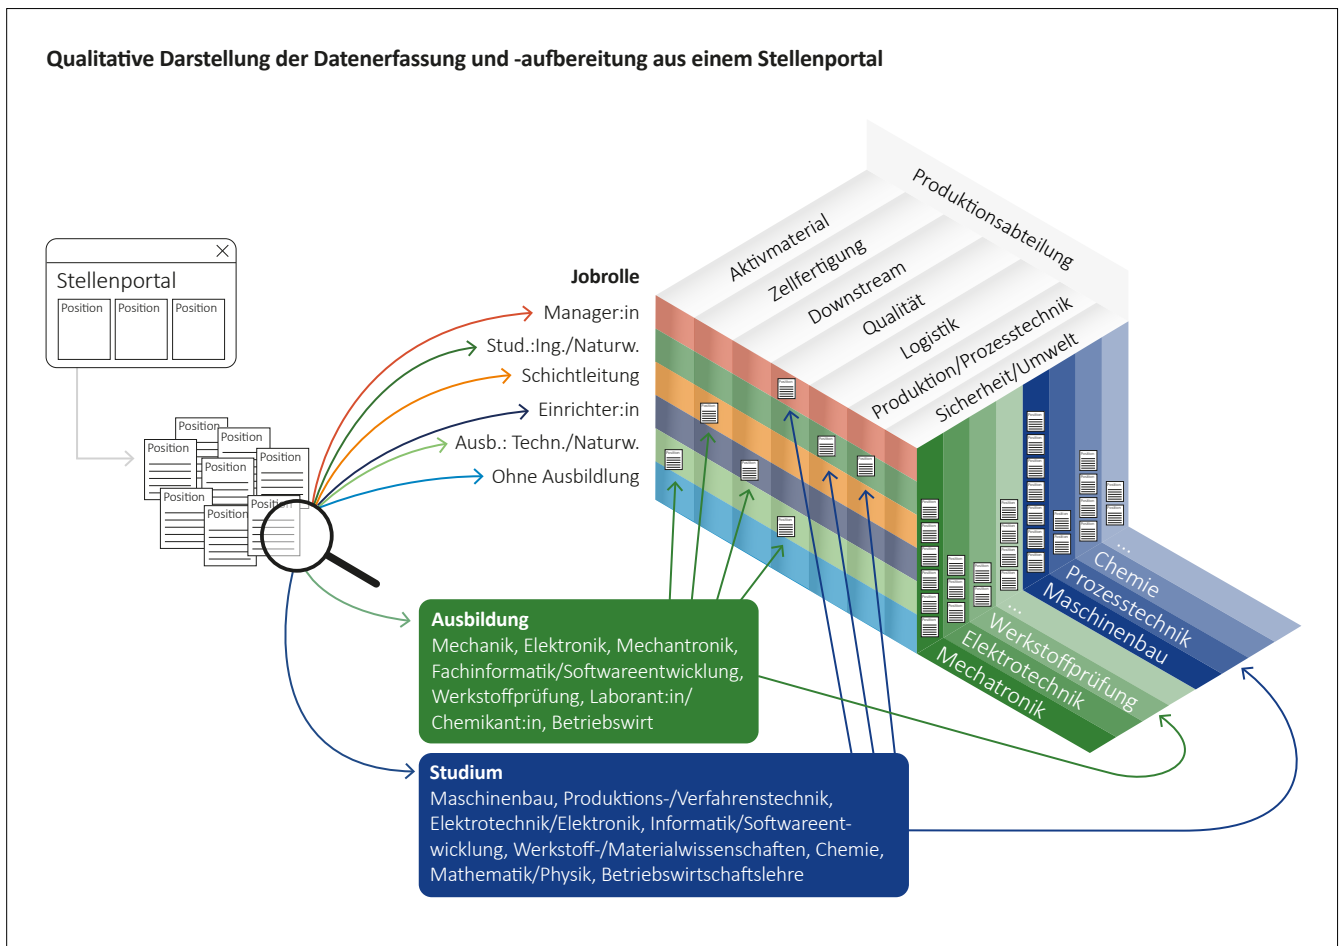 Qualitative Darstellung der Datenerfassung und -aufbereitung aus einem Stellenportal
Stellenportal
Position
Position
Position
Position
Position
Position
Position
Position
Position
Position
Position
Jobrolle
Manager:in
Stud.:Ing./Naturw.
Schichtleitung
Einrichter:in
Ausb.: Techn./Naturw.
Ohne Ausbildlung
Produktionsabteilung
Aktivmaterial
Zellfertigung
Downstream
Qualität
Logistik
Produktion/Prozesstechnik
Sicherheit/Umwelt
...
Chemie
Prozesstechnik
Maschinenbau
...
Werkstoffprüfung
Elektrotechnik
Mechatronik
Ausbildung
Mechanik, Elektronik, Mechantronik,
Fachinformatik/Softwareentwicklung,
Werkstoffprüfung, Laborant:in/
Chemikant:in, Betriebswirt
Studium
Maschinenbau, Produktions-/Verfahrenstechnik,
Elektrotechnik/Elektronik, Informatik/Softwareent-
wicklung, Werkstoff-/Materialwissenschaften, Chemie,
Mathematik/Physik, Betriebswirtschaftslehre